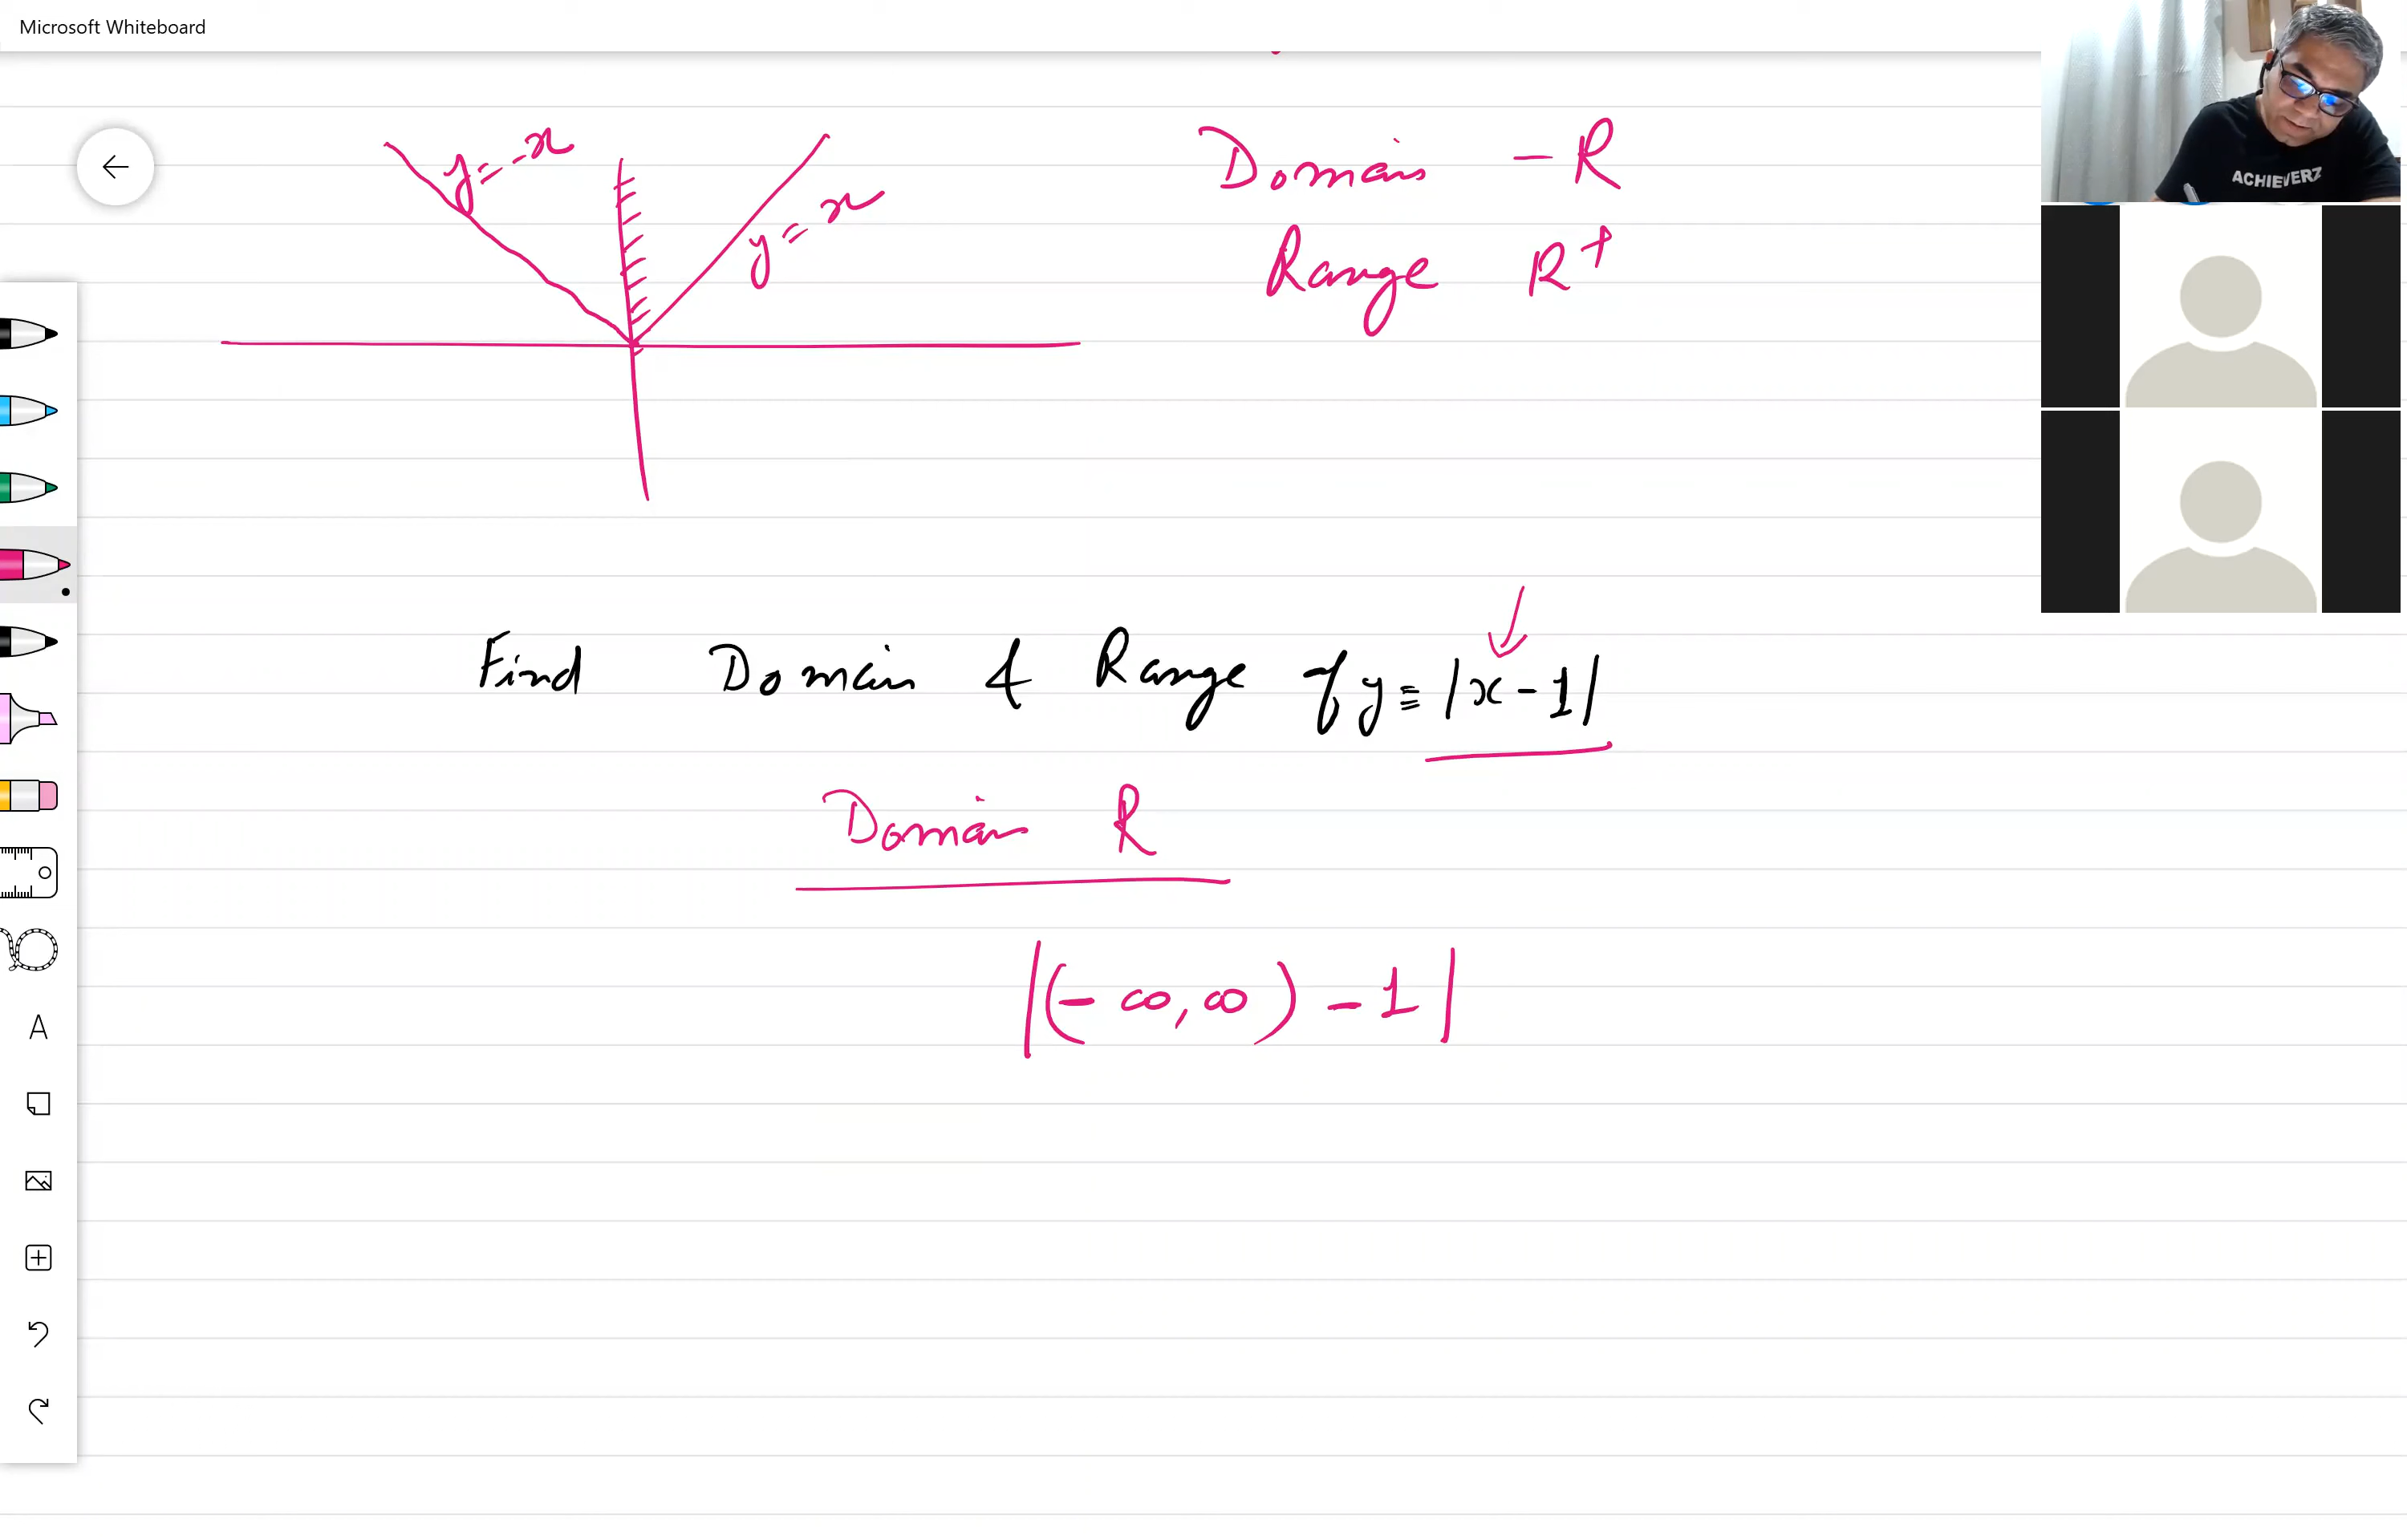 Microsoft Whiteboard
y=-x
y=x
Domain - R
Range R+
ACHIEVERZ
Find Domain & Range of y = |x-1|
Domain R
|(-∞,∞)-1|
A